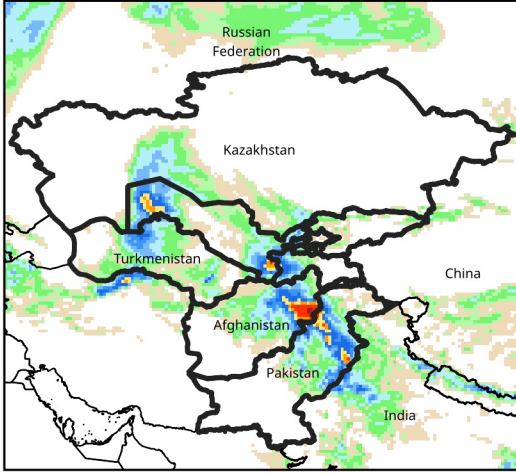 Russian
Federation
Kazakhstan
Turkmenistan
China
Afghanistan
Pakistan
India